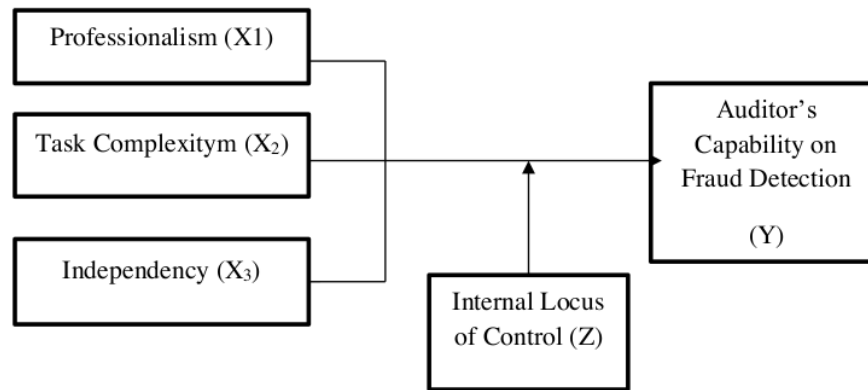 Professionalism (X1)
Task Complexitym (X₂)
Independency (X₃)
Auditor’s
Capability on
Fraud Detection
(Y)
Internal Locus
of Control (Z)